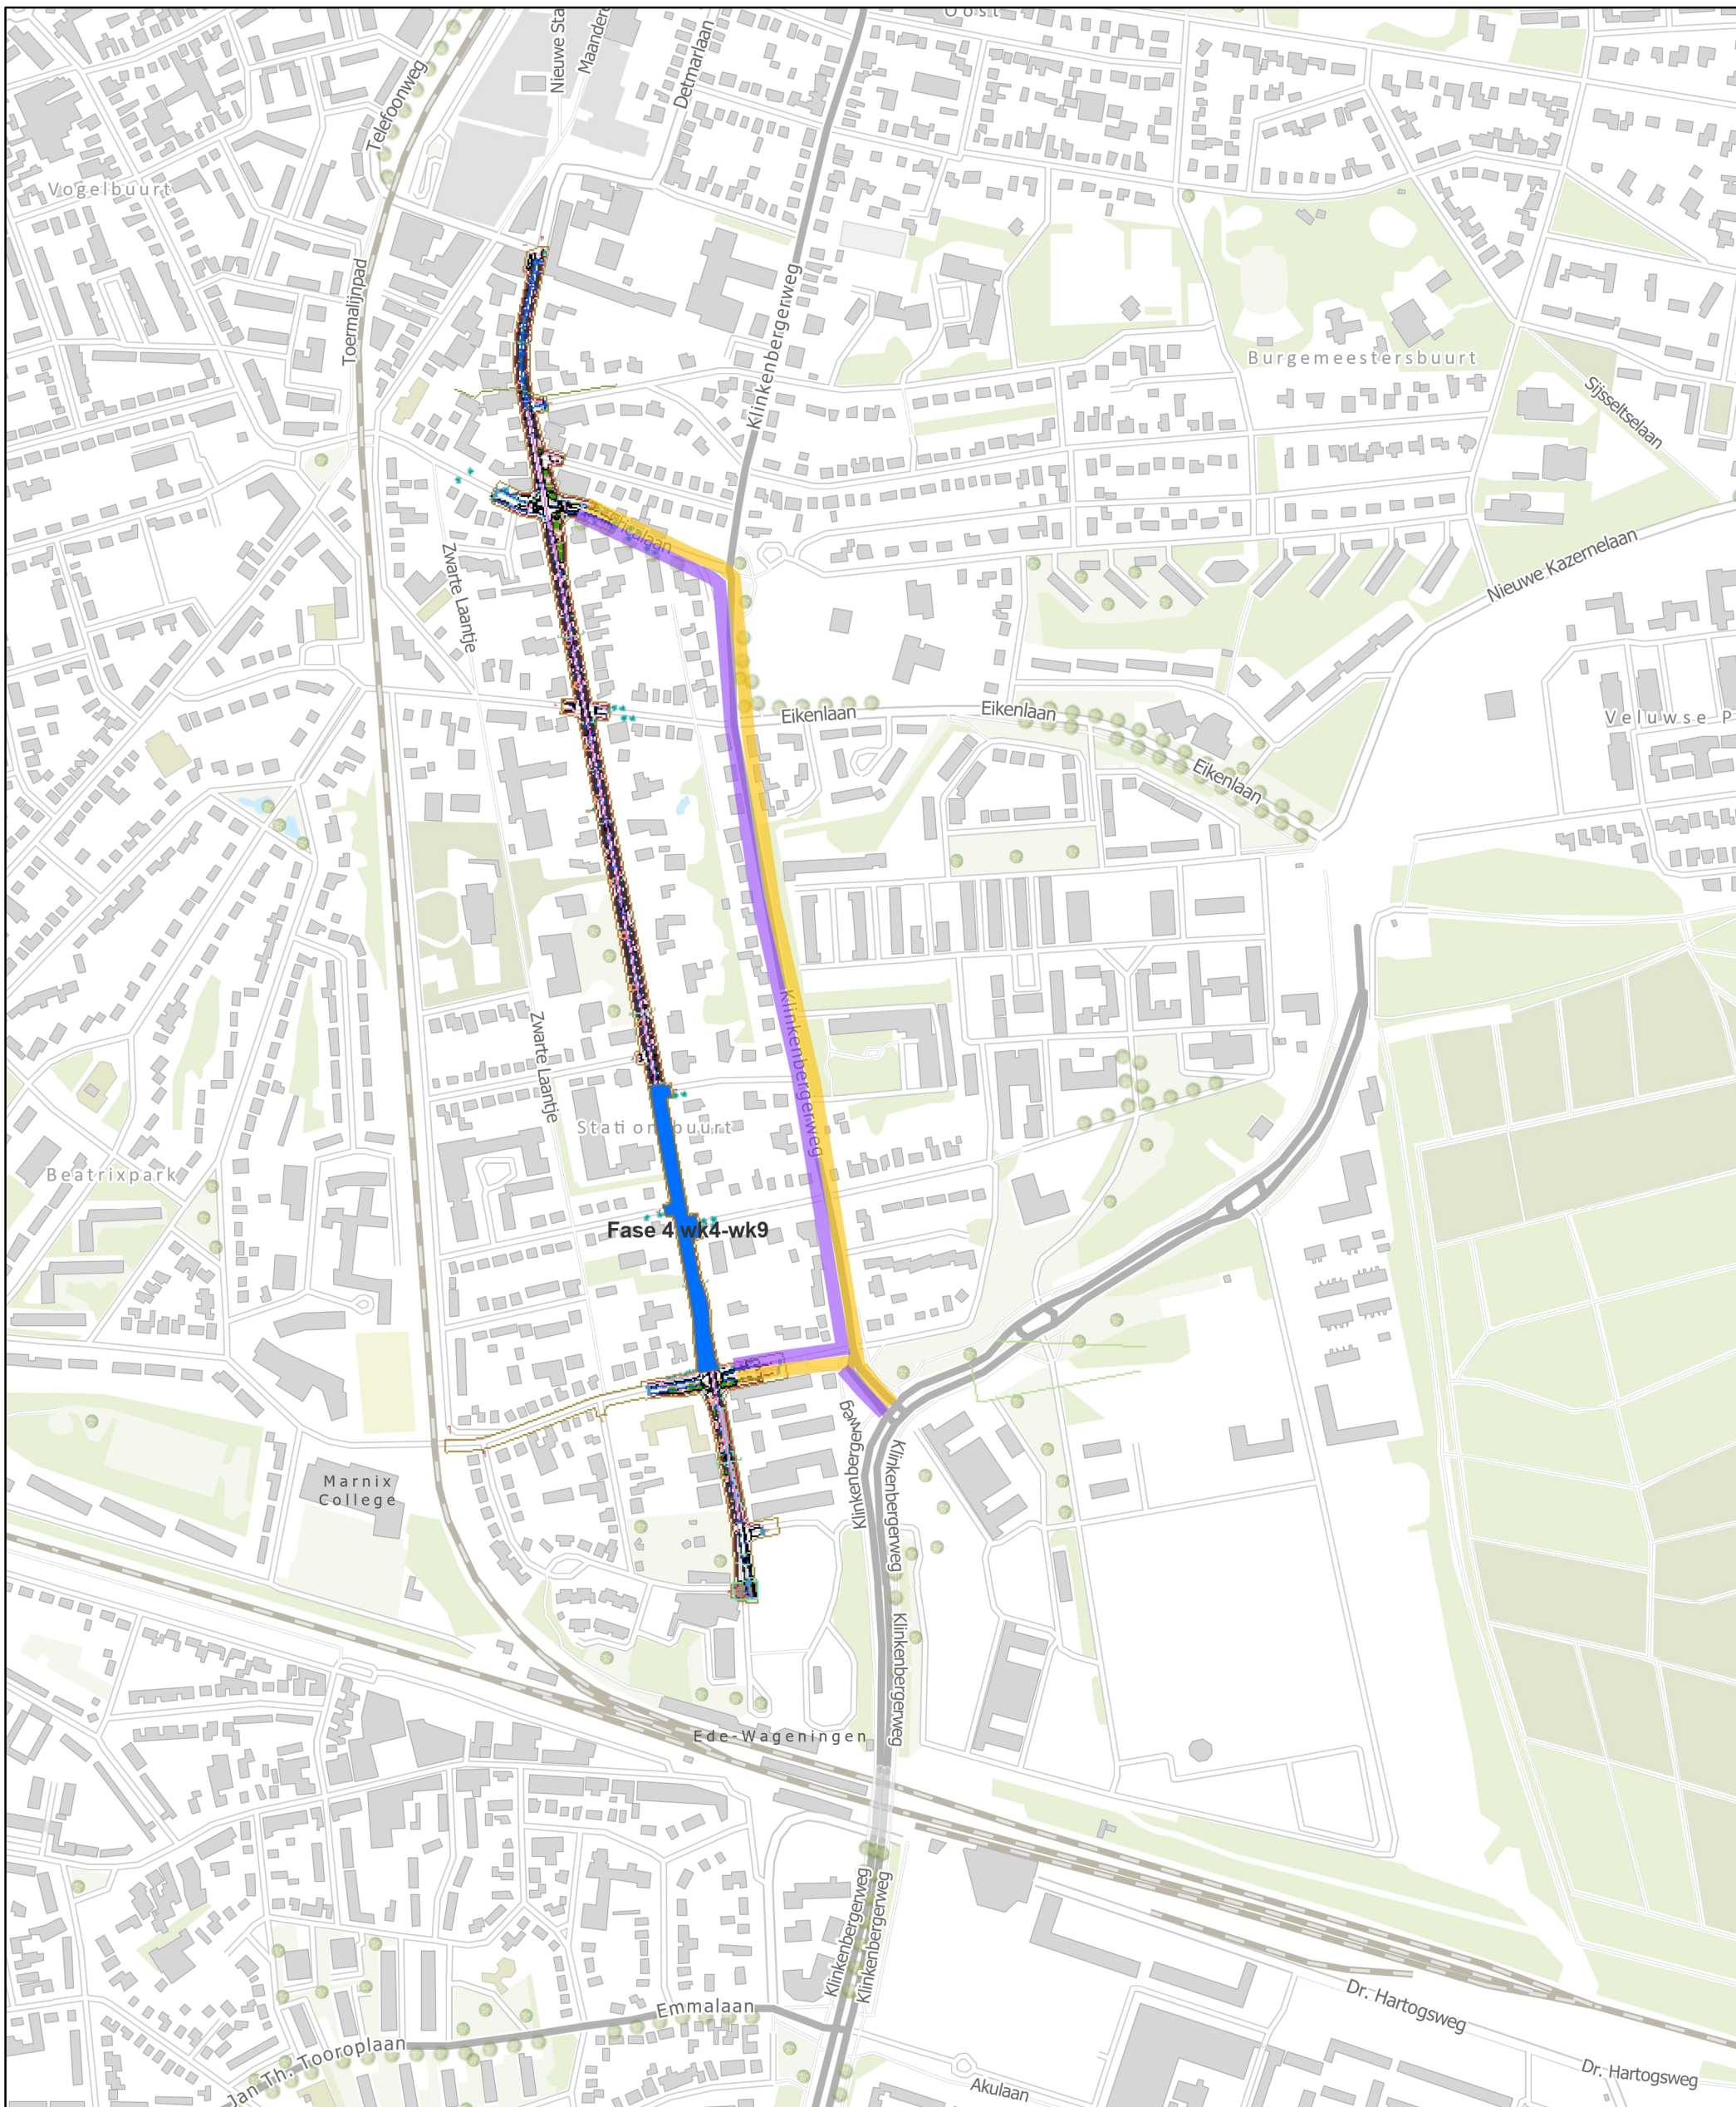 Oost
Nieuwe Sta
Maandere
Detmarlaan
Telefoonweg
Vogelbuurt
Toermalijnpad
Klinkenbergerweg
Burgemeestersbuurt
Sijsseltselaan
Zwarte Laantje
Nieuwe Kazernelaan
Eikenlaan
Eikenlaan
Veluwse P
Eikenlaan
Klinkenbergerweg
Zwarte Laantje
Stationsbuurt
Beatrixpark
Fase 4 wk4-wk9
Klinkenbergerweg
Klinkenbergerweg
Marnix
College
Klinkenbergerweg
Ede-Wageningen
Klinkenbergerweg
Klinkenbergerweg
Emmalaan
Jan Th. Tooroplaan
Dr. Hartogsweg
Dr. Hartogsweg
Akulaan